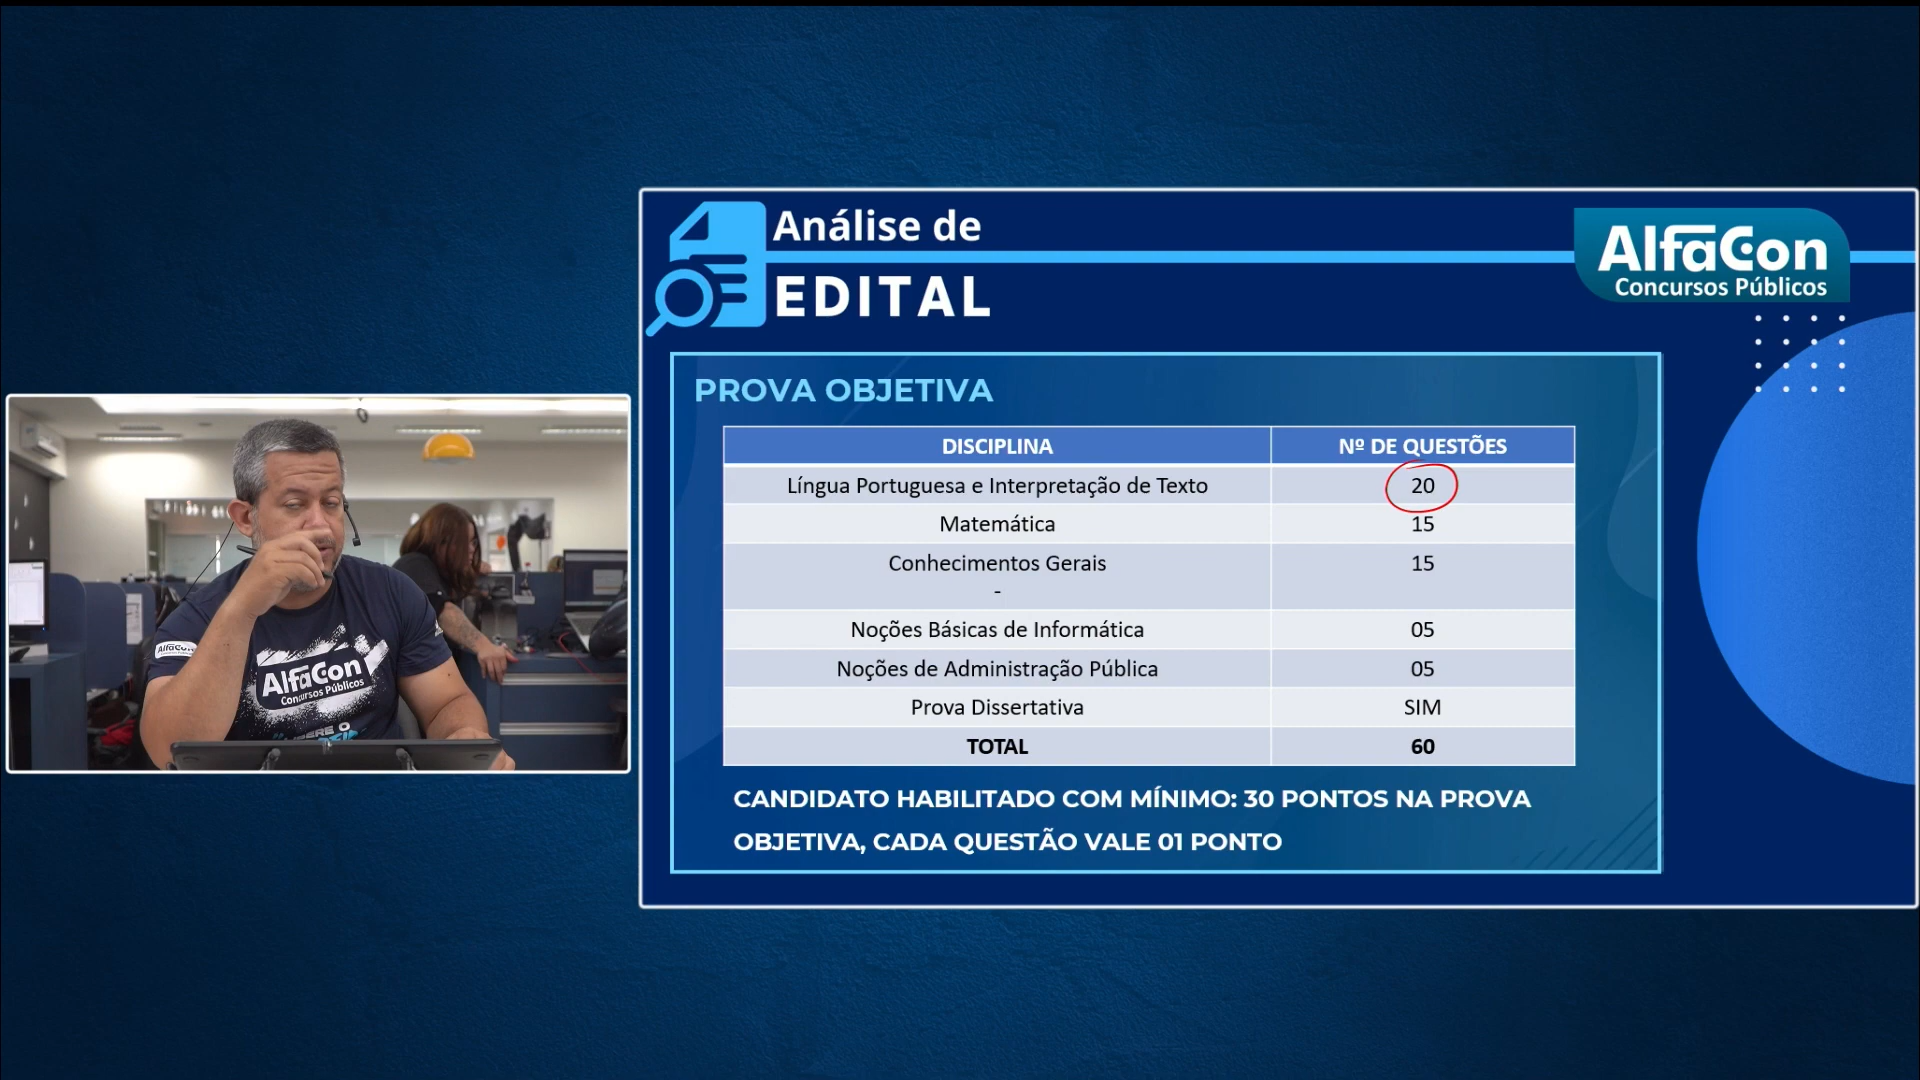 Análise de
EDITAL
AlfaCon
Concursos Públicos
PROVA OBJETIVA
DISCIPLINA Nº DE QUESTÕES
Língua Portuguesa e Interpretação de Texto 20
Matemática 15
Conhecimentos Gerais 15
-
Noções Básicas de Informática 05
Noções de Administração Pública 05
Prova Dissertativa SIM
TOTAL 60
CANDIDATO HABILITADO COM MÍNIMO: 30 PONTOS NA PROVA
OBJETIVA, CADA QUESTÃO VALE 01 PONTO
AlfaCon
AlfaCon
Concursos Públicos